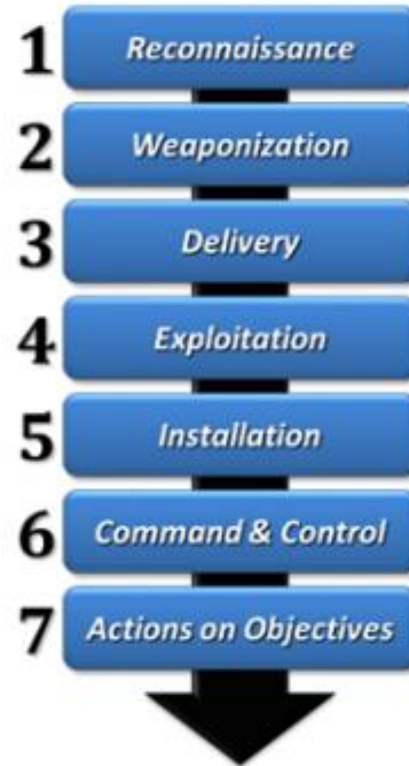 1 Reconnaissance
2 Weaponization
3 Delivery
4 Exploitation
5 Installation
6 Command & Control
7 Actions on Objectives